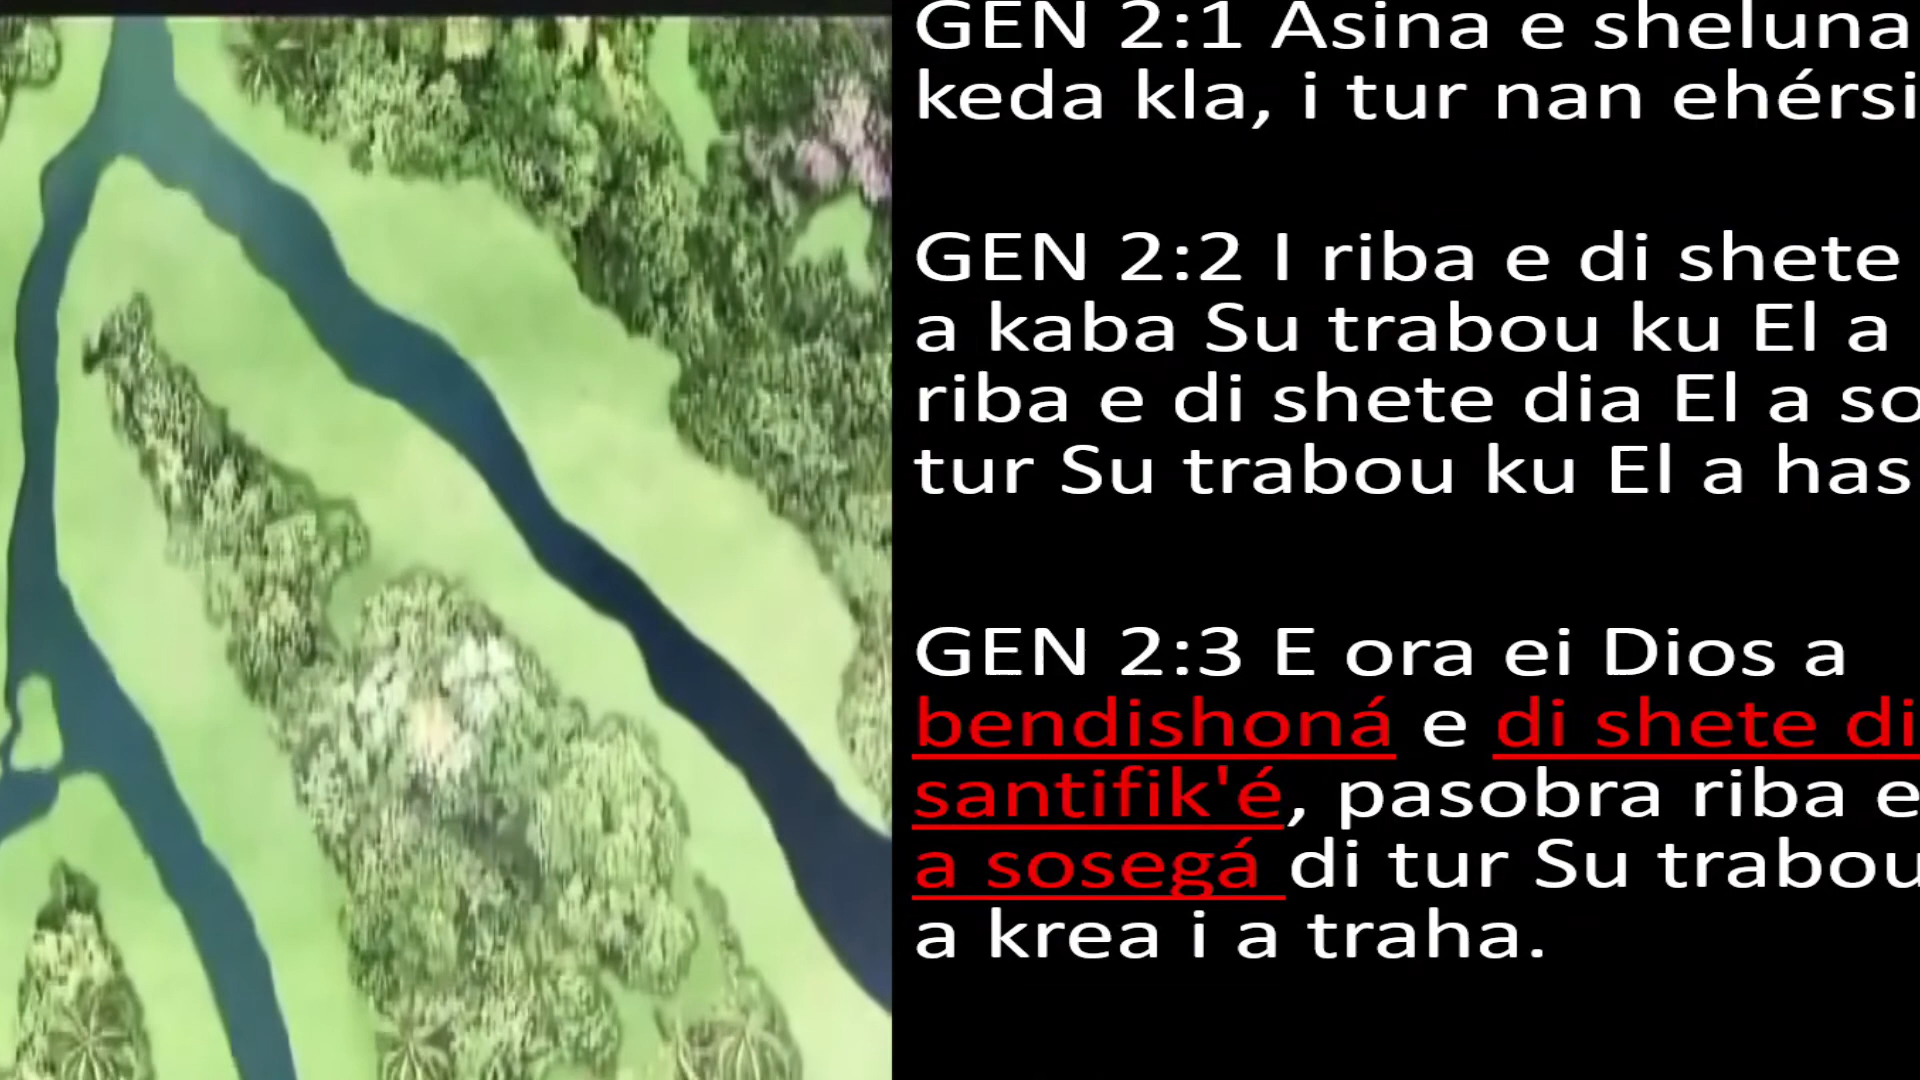 GEN 2:1 Asina e sheluna
keda kla, i tur nan ehérsi
GEN 2:2 I riba e di shete
a kaba Su trabou ku El a
riba e di shete dia El a so
tur Su trabou ku El a has
GEN 2:3 E ora ei Dios a
bendishoná e di shete di
santifik'é, pasobra riba e
a sosegá di tur Su trabou
a krea i a traha.